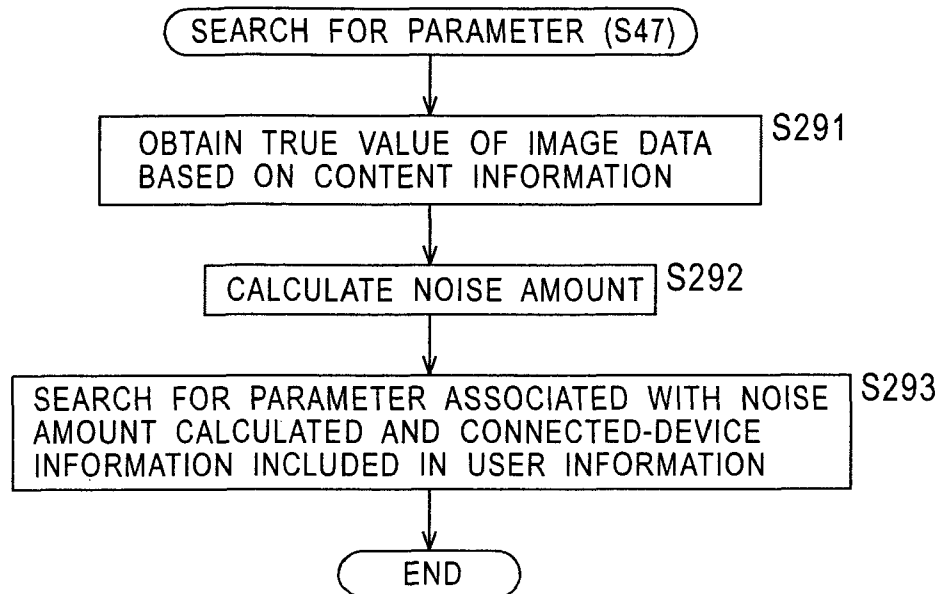 SEARCH FOR PARAMETER (S47)
OBTAIN TRUE VALUE OF IMAGE DATA
BASED ON CONTENT INFORMATION
S291
CALCULATE NOISE AMOUNT
S292
SEARCH FOR PARAMETER ASSOCIATED WITH NOISE
AMOUNT CALCULATED AND CONNECTED-DEVICE
INFORMATION INCLUDED IN USER INFORMATION
S293
END